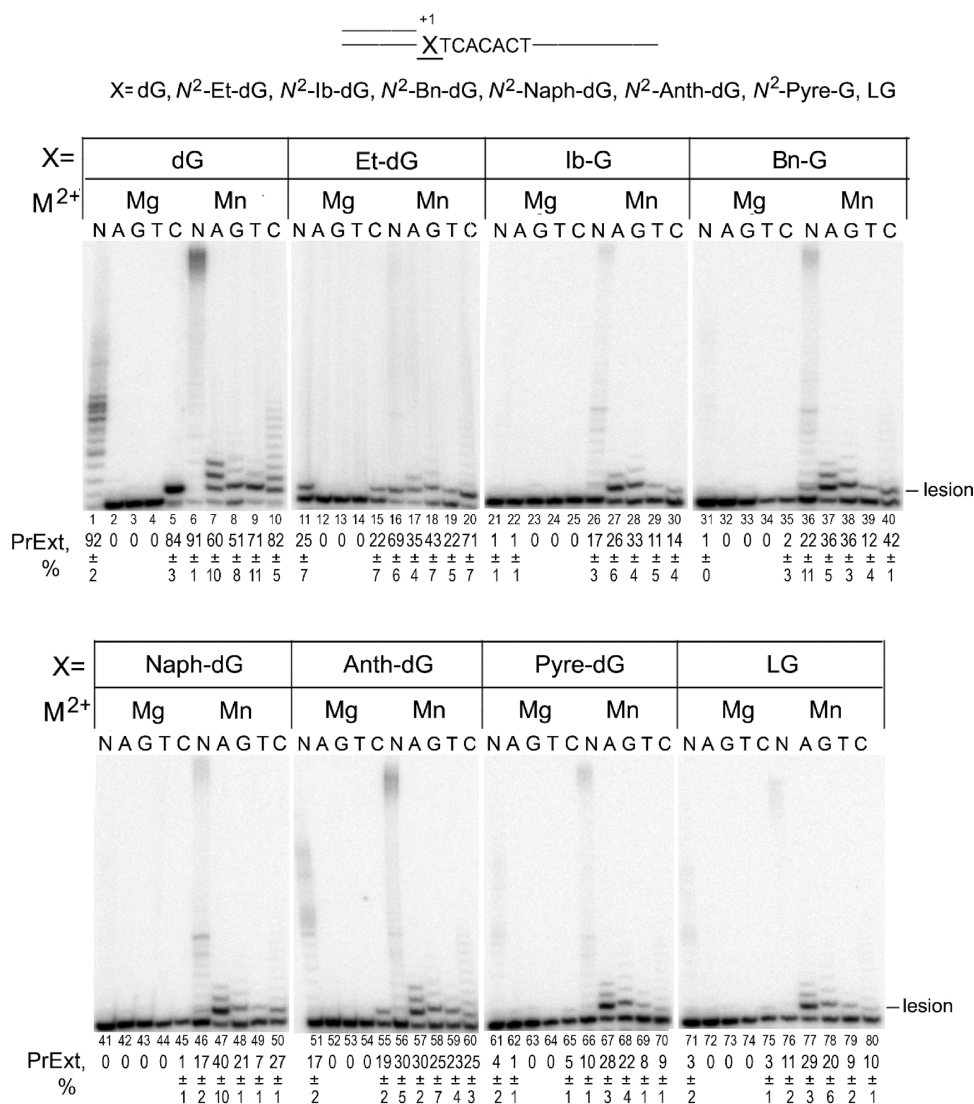 +1
XTCACACT
X= dG, N²-Et-dG, N²-Ib-dG, N²-Bn-dG, N²-Naph-dG, N²-Anth-dG, N²-Pyre-G, LG
X= dG Et-dG Ib-G Bn-G
M²⁺ Mg Mn Mg Mn Mg Mn Mg Mn
N A G T C N A G T C N A G T C N A G T C N A G T C N A G T C N A G T C N A G T C
lesion
1 2 3 4 5 6 7 8 9 10 11 12 13 14 15 16 17 18 19 20 21 22 23 24 25 26 27 28 29 30 31 32 33 34 35 36 37 38 39 40
PrExt, 92 0 0 0 84 91 60 51 71 82 25 0 0 0 22 69 35 43 22 71 1 1 0 0 0 17 26 33 11 14 1 0 0 0 2 22 36 36 12 42
% ± ± ± ± ± ± ± ± ± ± ± ± ± ± ± ± ± ± ± ± ± ± ± ± ± ± ± ±
2 3 1 10 8 11 5 7 7 6 4 7 5 7 1 1 3 6 4 5 4 0 3 11 5 3 4 1
X= Naph-dG Anth-dG Pyre-dG LG
M²⁺ Mg Mn Mg Mn Mg Mn Mg Mn
N A G T C N A G T C N A G T C N A G T C N A G T C N A G T C N A G T C N A G T C
lesion
41 42 43 44 45 46 47 48 49 50 51 52 53 54 55 56 57 58 59 60 61 62 63 64 65 66 67 68 69 70 71 72 73 74 75 76 77 78 79 80
PrExt, 0 0 0 0 1 17 40 21 7 27 17 0 0 0 19 30 30 25 23 25 4 1 0 0 5 10 28 22 8 9 3 0 0 0 3 11 29 20 9 10
% ± ± ± ± ± ± ± ± ± ± ± ± ± ± ± ± ± ± ± ± ± ± ± ± ± ± ± ±
1 2 10 1 1 1 2 2 5 2 7 4 3 2 1 1 1 3 4 1 1 2 1 2 3 6 2 1